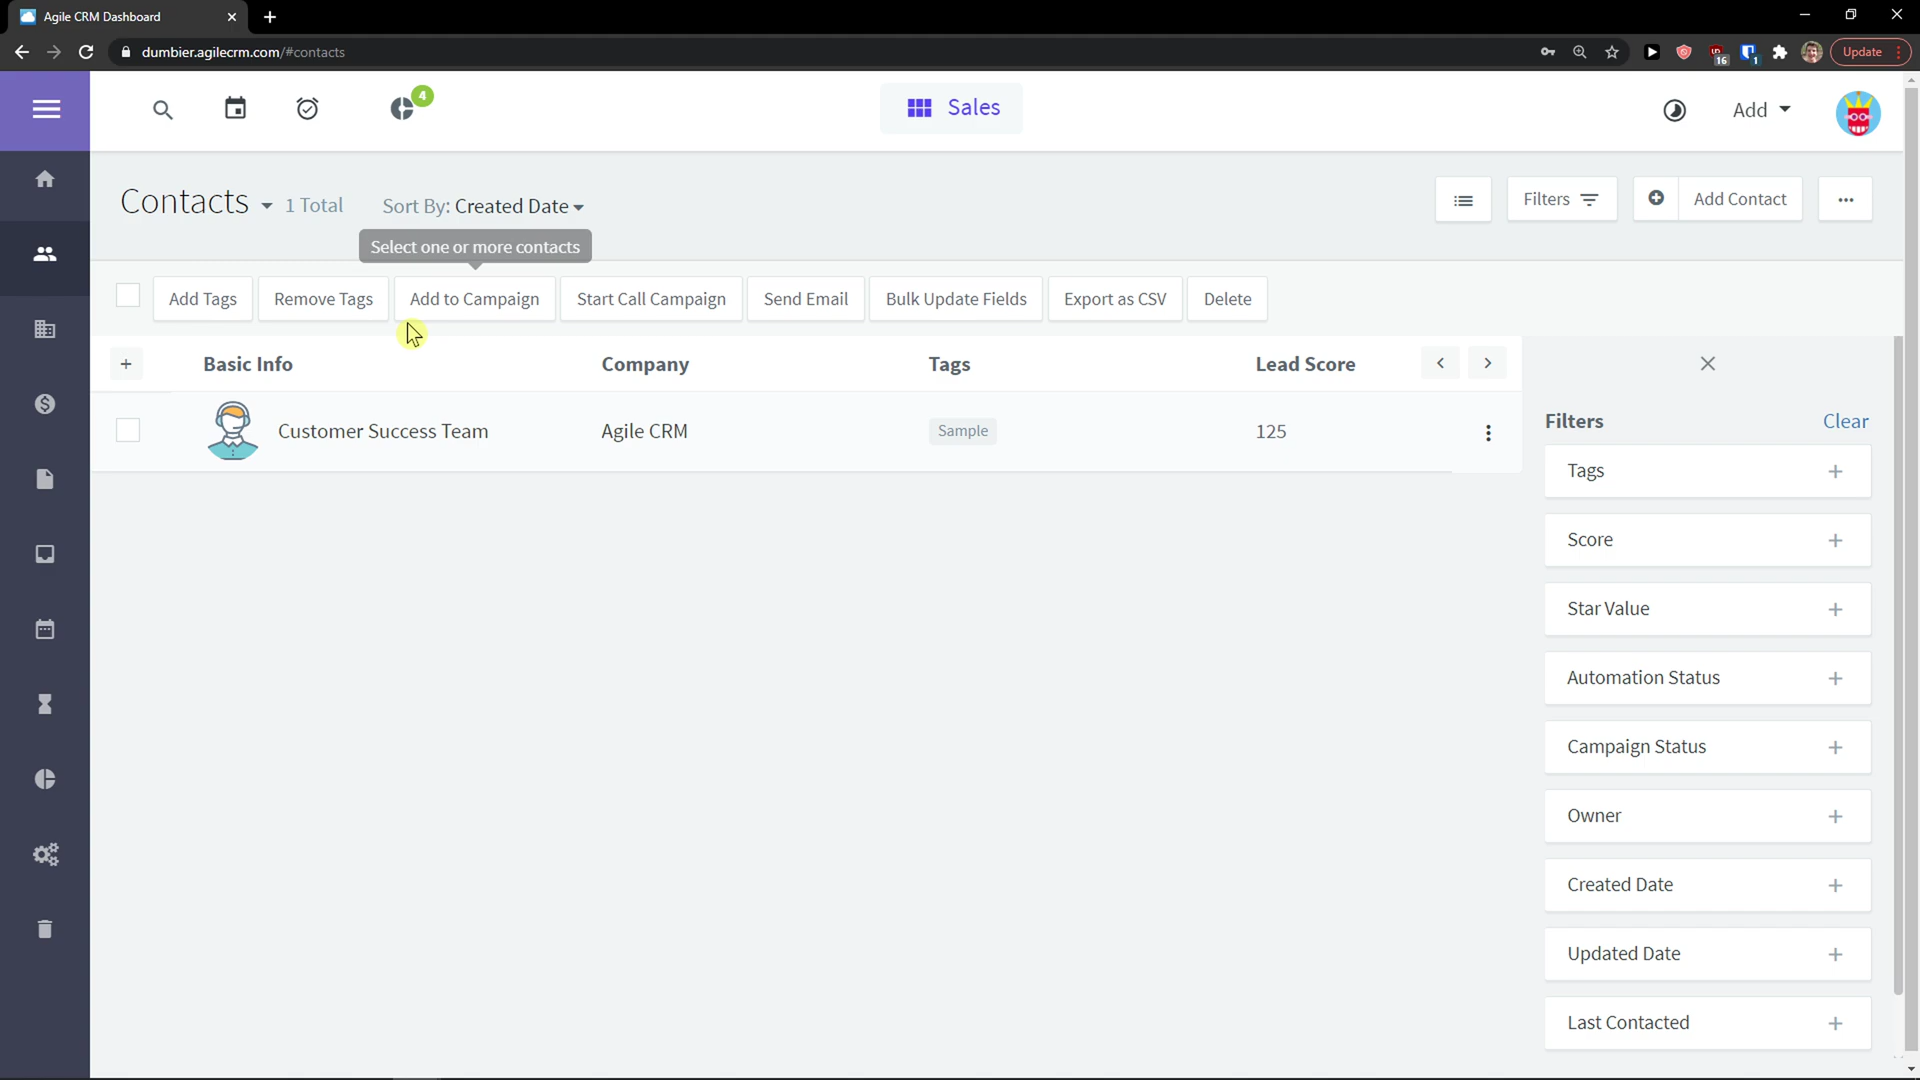 Agile CRM Dashboard
dumbier.agilecrm.com/#contacts
16
1
Update
4
Sales
Add
Contacts
1 Total
Sort By: Created Date
Filters
Add Contact
Select one or more contacts
Add Tags
Remove Tags
Add to Campaign
Start Call Campaign
Send Email
Bulk Update Fields
Export as CSV
Delete
Basic Info
Company
Tags
Lead Score
Customer Success Team
Agile CRM
Sample
125
Filters
Clear
Tags
Score
Star Value
Automation Status
Campaign Status
Owner
Created Date
Updated Date
Last Contacted